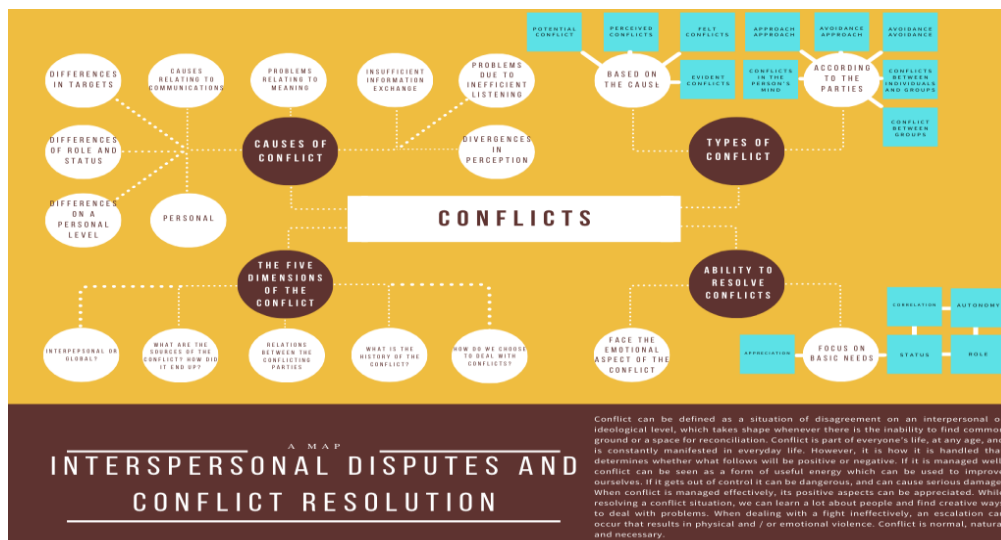 POTENTIAL
CONFLICT
PERCEIVED
CONFLICTS
FELT
CONFLICTS
APPROACH
APPROACH
AVOIDANCE
APPROACH
AVOIDANCE
AVOIDANCE
DIFFERENCES
IN TARGETS
CAUSES
RELATING TO
COMMUNICATIONS
PROBLEMS
RELATING TO
MEANING
INSUFFICIENT
INFORMATION
EXCHANGE
PROBLEMS
DUE TO
INEFFICIENT
LISTENING
BASED ON
THE CAUSE
EVIDENT
CONFLICTS
CONFLICTS
IN THE
PERSON'S
MIND
ACCORDING
TO THE
PARTIES
CONFLICTS
BETWEEN
INDIVIDUALS
AND GROUPS
CONFLICT
BETWEEN
GROUPS
DIFFERENCES
OF ROLE AND
STATUS
CAUSES OF
CONFLICT
DIVERGENCES
IN
PERCEPTION
TYPES OF
CONFLICT
DIFFERENCES
ON A
PERSONAL
LEVEL
PERSONAL
CONFLICTS
THE FIVE
DIMENSIONS
OF THE
CONFLICT
ABILITY TO
RESOLVE
CONFLICTS
INTERPERSONAL OR
GLOBAL?
WHAT ARE THE
SOURCES OF THE
CONFLICT? HOW DID
IT END UP?
RELATIONS
BETWEEN THE
CONFLICTING
PARTIES
WHAT IS THE
HISTORY OF THE
CONFLICT?
HOW DO WE CHOOSE
TO DEAL WITH
CONFLICTS?
FACE THE
EMOTIONAL
ASPECT OF THE
CONFLICT
APPRECIATION
FOCUS ON
BASIC NEEDS
CORRELATION
AUTONOMY
STATUS
ROLE
A MAP
INTERSPERSONAL DISPUTES AND
CONFLICT RESOLUTION
Conflict can be defined as a situation of disagreement on an interpersonal o
ideological level, which takes shape whenever there is the inability to find common
ground or a space for reconciliation. Conflict is part of everyone's life, at any age, and
is constantly manifested in everyday life. However, it is how it is handled that
determines whether what follows will be positive or negative. If it is managed well
conflict can be seen as a form of useful energy which can be used to improve
ourselves. If it gets out of control it can be dangerous, and can cause serious damage
When conflict is managed effectively, its positive aspects can be appreciated. While
resolving a conflict situation, we can learn a lot about people and find creative ways
to deal with problems. When dealing with a fight ineffectively, an escalation can
occur that results in physical and / or emotional violence. Conflict is normal, natura
and necessary.